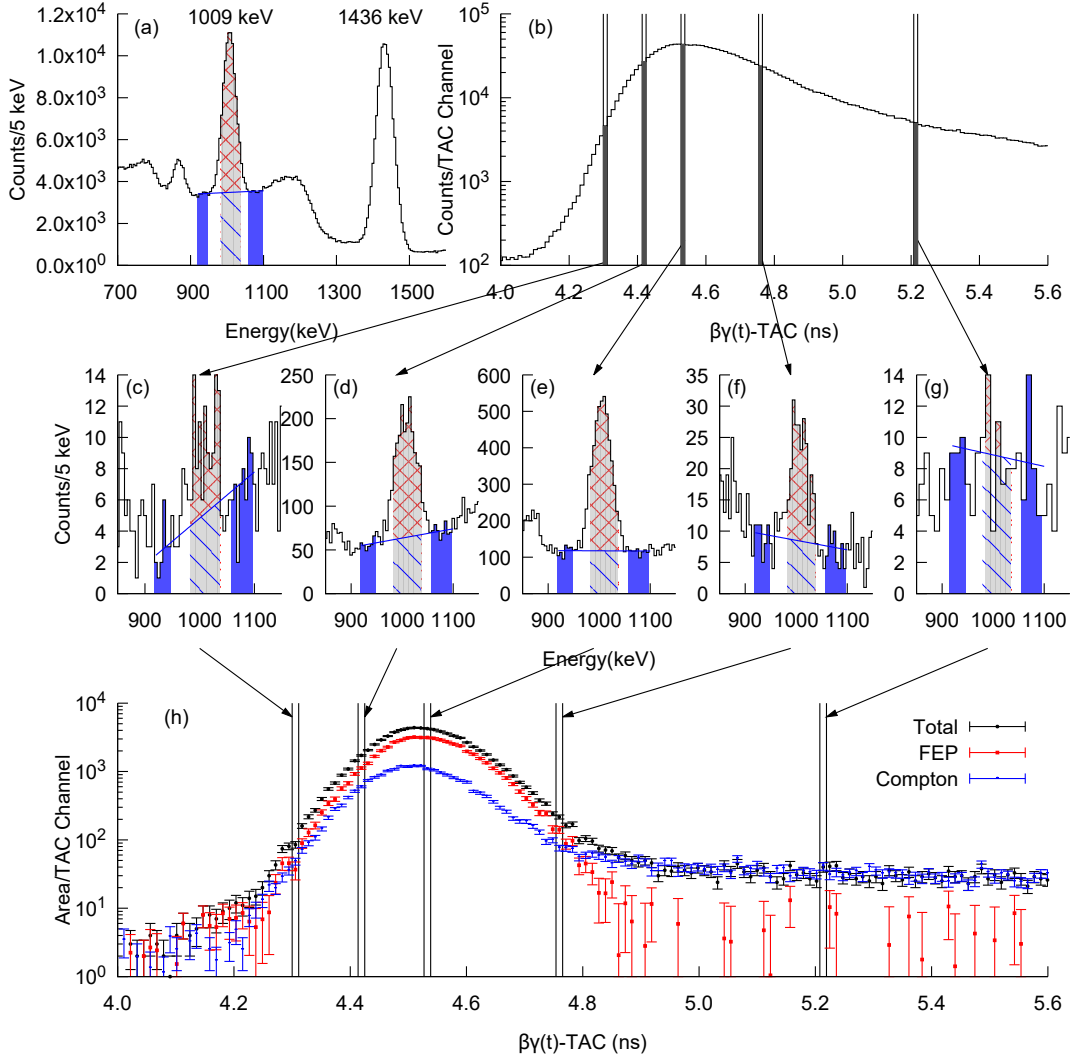 (a)
1009 keV
1436 keV
Counts/5 keV
1.2x10⁴
1.0x10⁴
8.0x10³
6.0x10³
4.0x10³
2.0x10³
0.0x10⁰
700 900 1100 1300 1500
Energy(keV)
(b)
Counts/TAC Channel
10⁵
10⁴
10³
10²
4.0 4.4 4.6 4.8 5.0 5.2 5.4 5.6
βγ(t)-TAC (ns)
(c)
Counts/5 keV
14
12
10
8
6
4
2
0
900 1000 1100
(d)
250
200
150
100
50
0
900 1000 1100
(e)
600
500
400
300
200
100
0
900 1000 1100
(f)
35
30
25
20
15
10
5
0
900 1000 1100
(g)
14
12
10
8
6
4
2
0
900 1000 1100
Energy(keV)
(h)
Area/TAC Channel
10⁴
10³
10²
10¹
10⁰
Total
FEP
Compton
4.0 4.2 4.4 4.6 4.8 5.0 5.2 5.4 5.6
βγ(t)-TAC (ns)